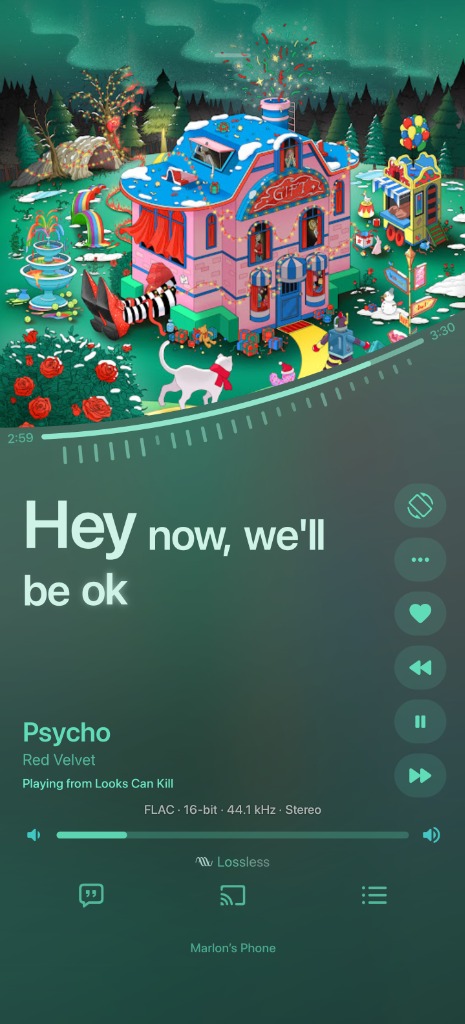 GIFT
3:30
2:59
Hey now, we'll
be ok
Psycho
Red Velvet
Playing from Looks Can Kill
FLAC · 16-bit · 44.1 kHz · Stereo
Lossless
Marlon's Phone